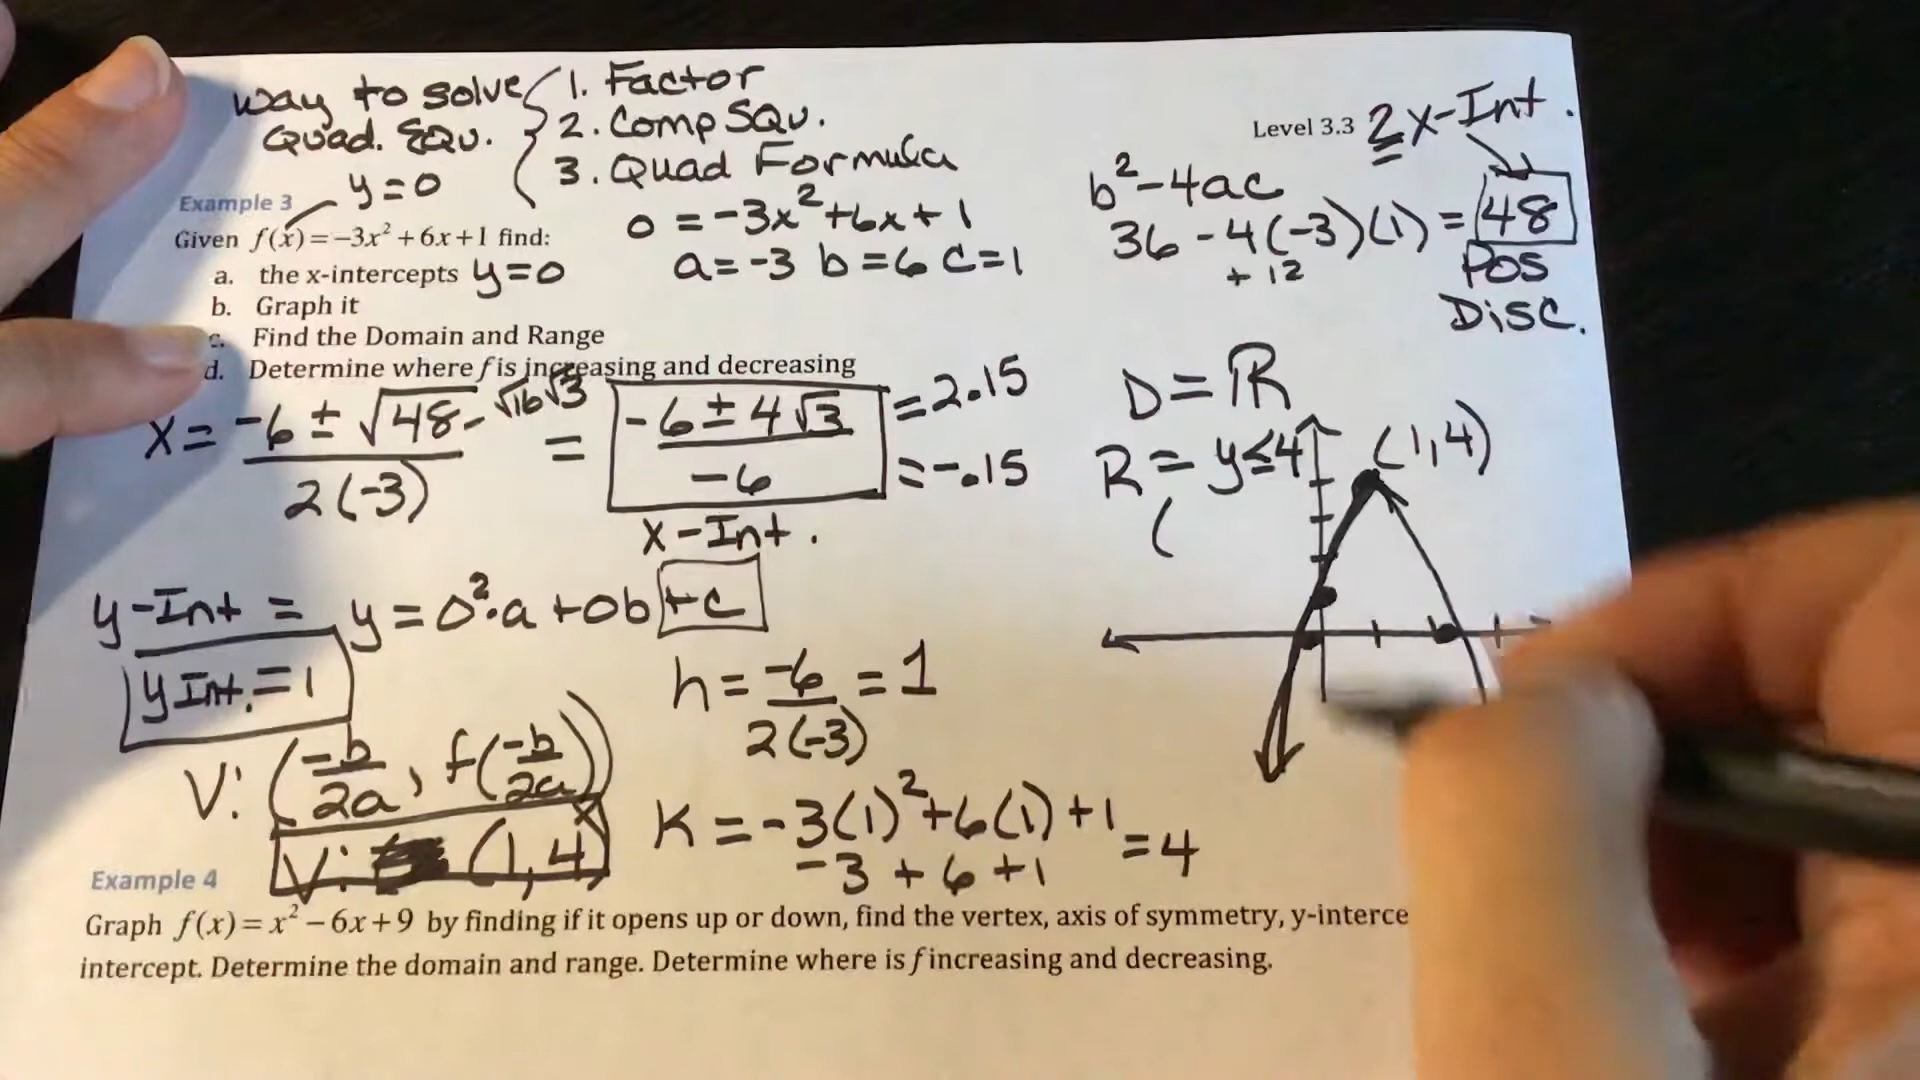 way to solve { 1. Factor
Quad. EQU. 2. Comp SQU.
3. Quad Formula
Level 3.3 2 x-Int.
y=0
Example 3
Given f(x)=−3x²+6x+1 find:
a. the x-intercepts y=0
b. Graph it
c. Find the Domain and Range
d. Determine where f is increasing and decreasing
0 = -3x²+6x+1
a=-3 b=6 c=1
b²-4ac
36-4(-3)(1) = 48
+12
Pos
Disc.
x = (-6 ± √48)/(2(-3)) √16√3 = (-6 ± 4√3)/(-6) = 2.15
= -.15
x-Int.
D = ℝ
R = y≤4
(
(1,4)
y-Int = y = 0²·a + 0b + c
y Int. = 1
h = -6/(2(-3)) = 1
V: (-b/2a, f(-b/2a))
V: (1,4)
K = -3(1)²+6(1)+1 = 4
-3+6+1
Example 4
Graph f(x)=x²−6x+9 by finding if it opens up or down, find the vertex, axis of symmetry, y-interce
intercept. Determine the domain and range. Determine where is f increasing and decreasing.